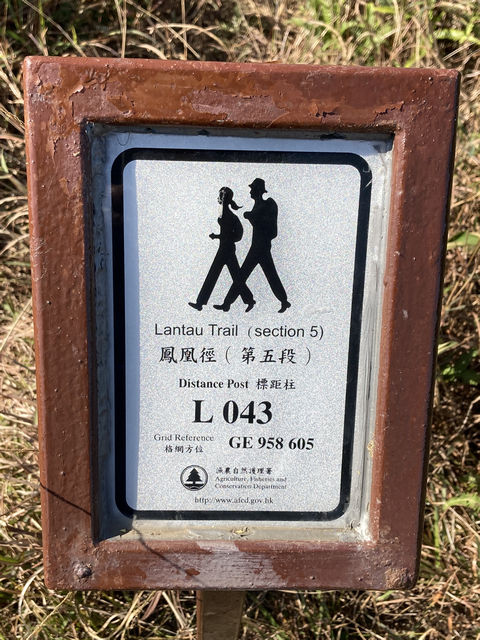 Lantau Trail (section 5)
鳳凰徑（第五段）
Distance Post 標距柱
L 043
Grid Reference
格網方位
GE 958 605
漁農自然護理署
Agriculture, Fisheries and
Conservation Department
http://www.afcd.gov.hk